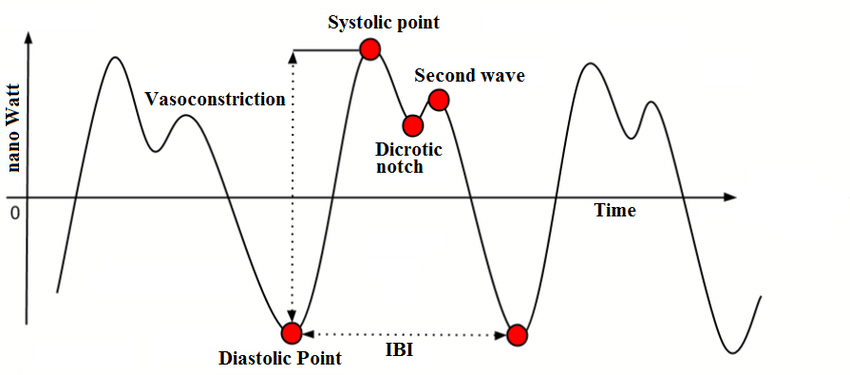 Systolic point
Second wave
Vasoconstriction
nano Watt
Dicrotic
notch
0
Time
IBI
Diastolic Point